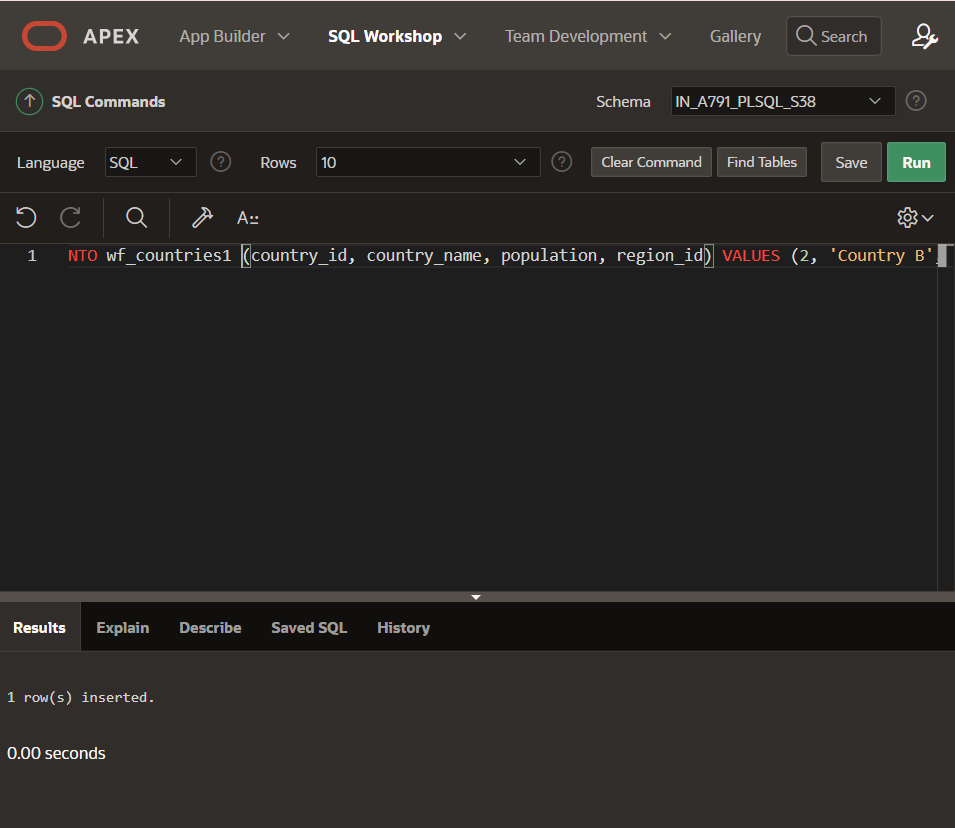 APEX App Builder SQL Workshop Team Development Gallery Search
SQL Commands Schema IN_A791_PLSQL_S38 ?
Language SQL ? Rows 10 ? Clear Command Find Tables Save Run
A::
1 NTO wf_countries1 (country_id, country_name, population, region_id) VALUES (2, 'Country B'
Results Explain Describe Saved SQL History
1 row(s) inserted.
0.00 seconds